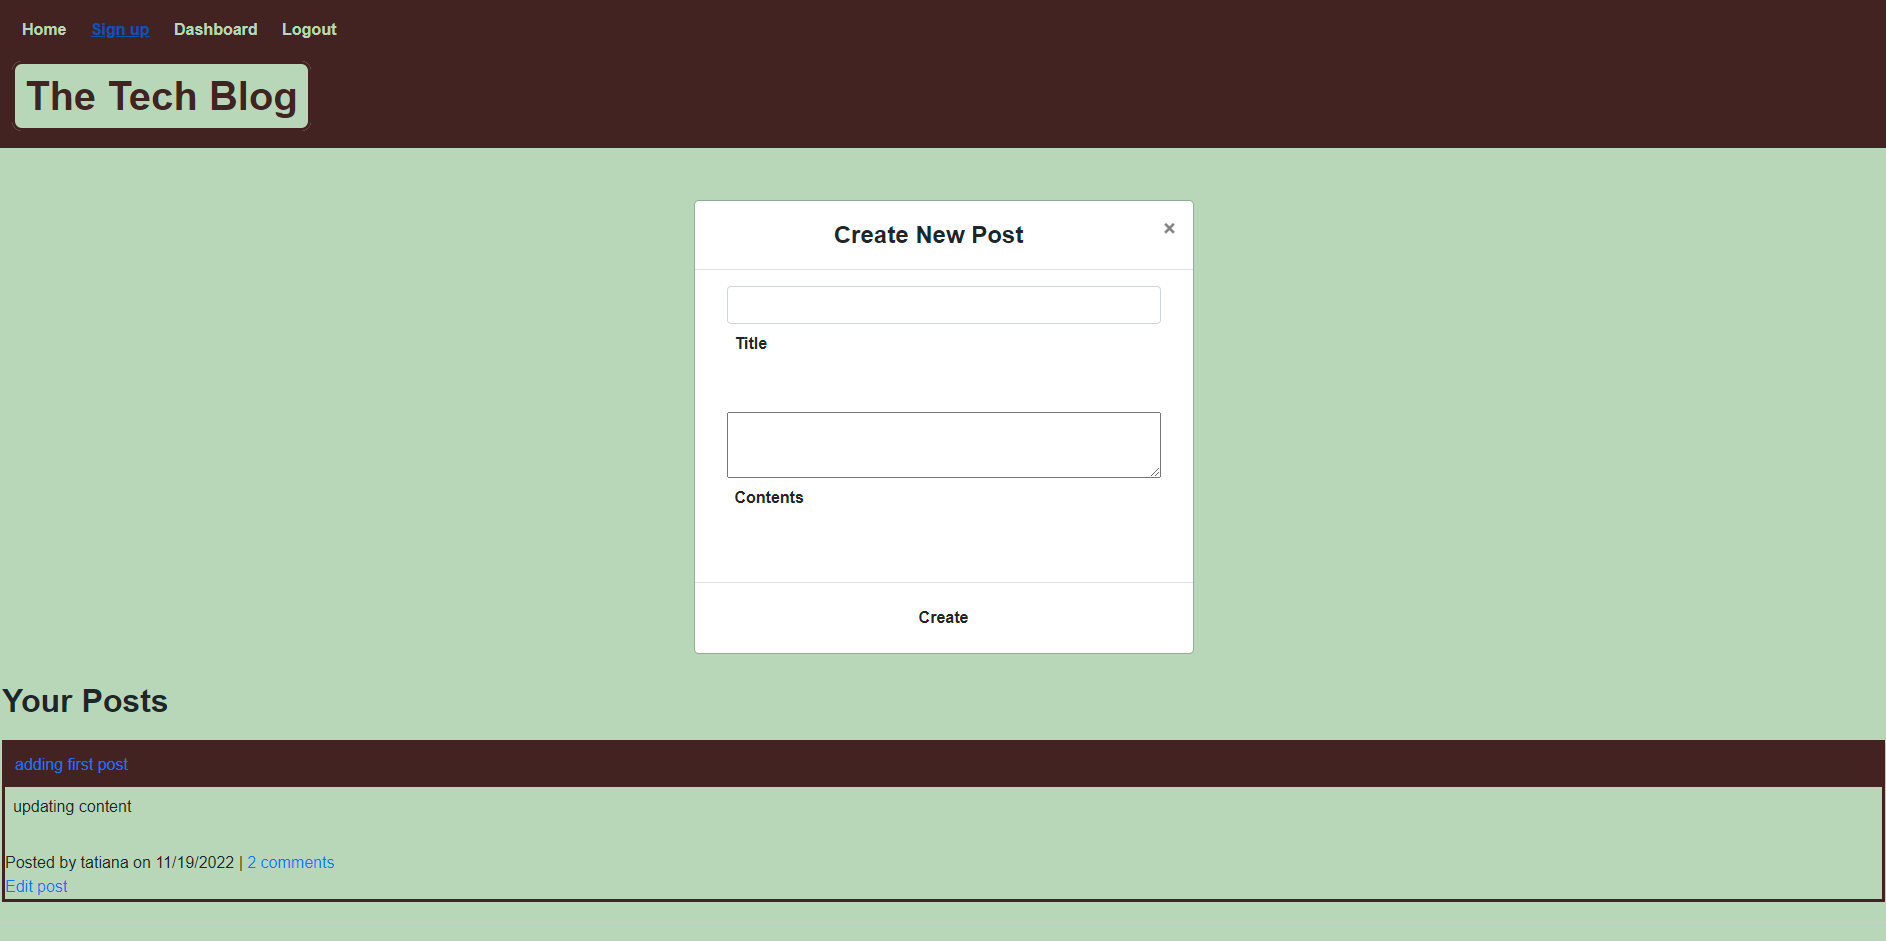 Home Sign up Dashboard Logout
The Tech Blog
Create New Post ×
Title
Contents
Create
Your Posts
adding first post
updating content
Posted by tatiana on 11/19/2022 | 2 comments
Edit post